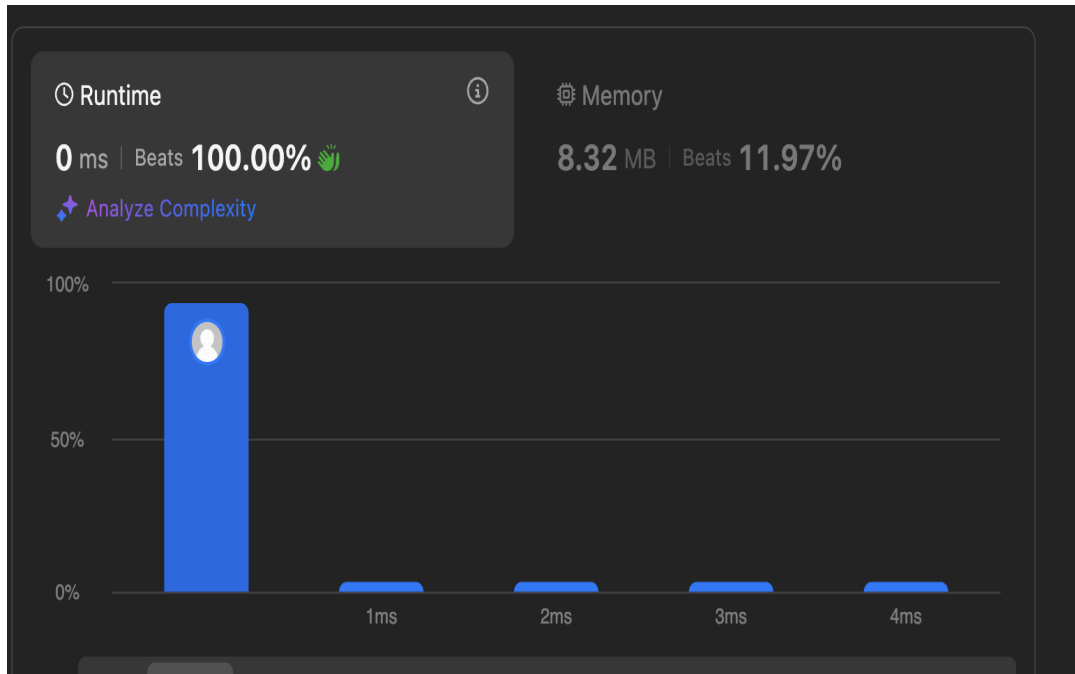 Runtime
0 ms | Beats 100.00%
Analyze Complexity
Memory
8.32 MB | Beats 11.97%
100%
50%
0%
1ms 2ms 3ms 4ms